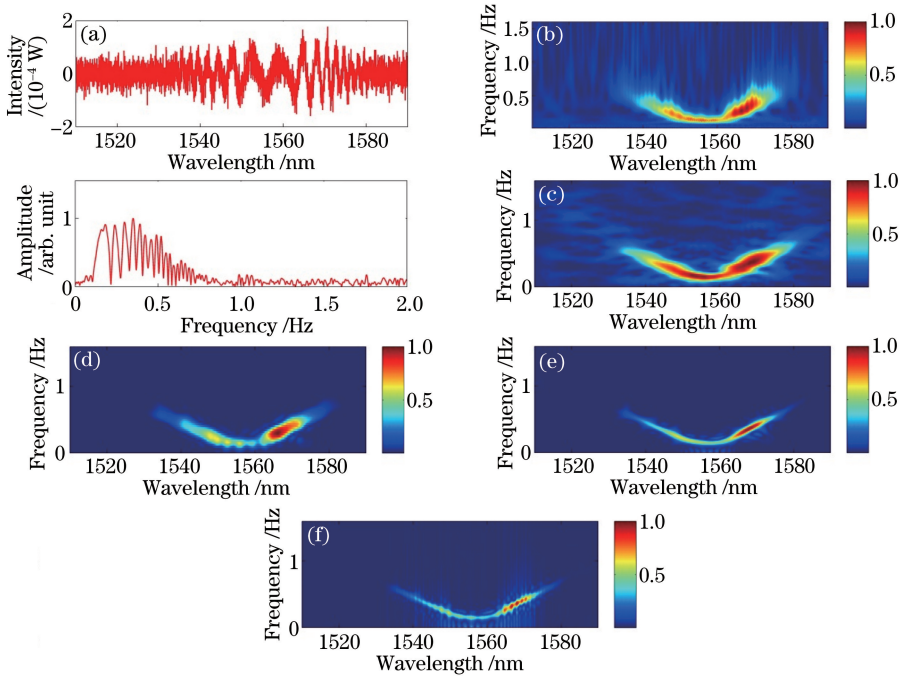 (a)
Intensity
/(10⁻⁴ W)
2
0
−2
1520 1540 1560 1580
Wavelength /nm
Amplitude
/arb. unit
1
0
0 0.5 1.0 1.5 2.0
Frequency /Hz
(b)
Frequency /Hz
1.5
1.0
0.5
1520 1540 1560 1580
Wavelength /nm
1.0
0.5
(c)
Frequency /Hz
1
0
1520 1540 1560 1580
Wavelength /nm
1.0
0.5
(d)
Frequency /Hz
1
0
1520 1540 1560 1580
Wavelength /nm
1.0
0.5
(e)
Frequency /Hz
1
0
1520 1540 1560 1580
Wavelength /nm
1.0
0.5
(f)
Frequency /Hz
1
0
1520 1540 1560 1580
Wavelength /nm
1.0
0.5